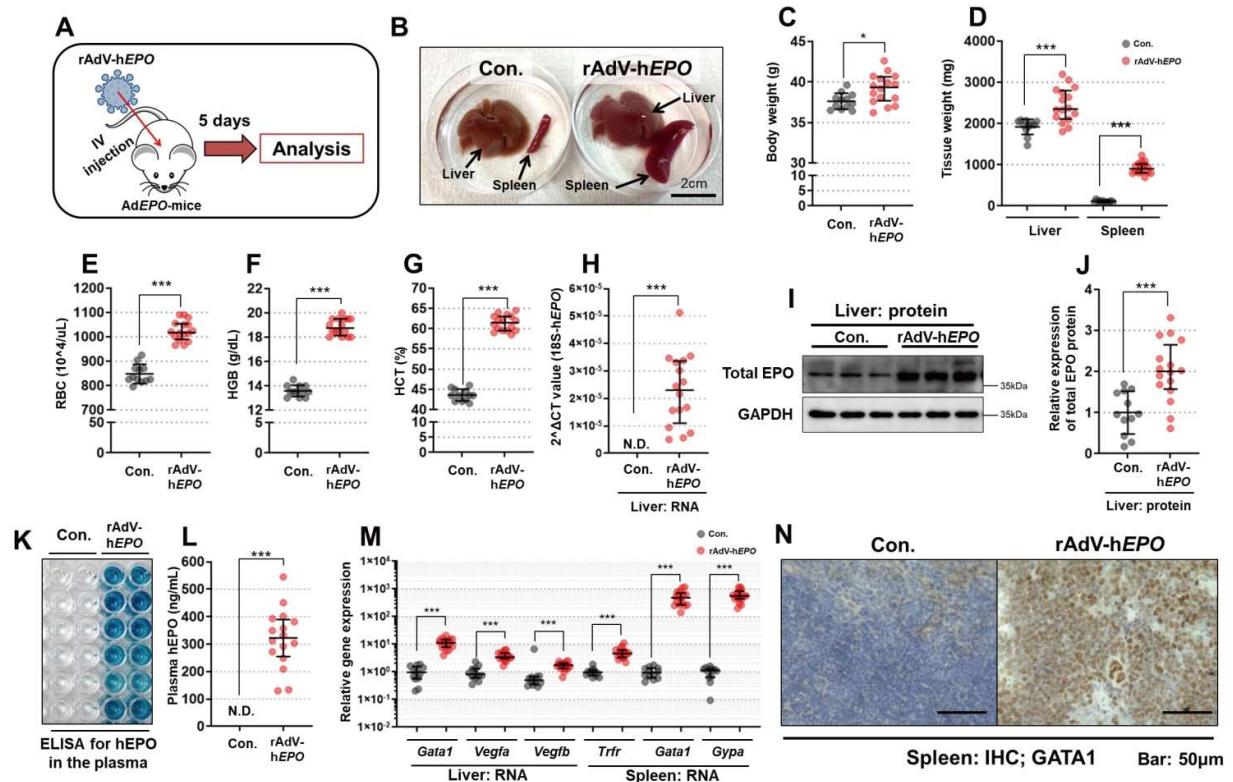 A
rAdV-hEPO
IV
injection
5 days
Analysis
AdEPO-mice
B
Con.
rAdV-hEPO
Liver
Liver
Spleen
Spleen
2cm
C
Body weight (g)
45
40
35
30
10
5
0
*
Con.
rAdV-
hEPO
D
Tissue weight (mg)
4000
3000
2000
1000
0
***
***
Con.
rAdV-hEPO
Liver
Spleen
E
RBC (10^4/uL)
1200
1100
1000
900
800
700
50
0
***
Con.
rAdV-
hEPO
F
HGB (g/dL)
22
20
18
16
14
12
2
0
***
Con.
rAdV-
hEPO
G
HCT (%)
70
65
60
55
50
45
40
10
5
0
***
Con.
rAdV-
hEPO
H
2^ΔCT value (18S-hEPO)
6×10-5
5×10-5
4×10-5
3×10-5
2×10-5
1×10-5
0
***
N.D.
Con.
rAdV-
hEPO
Liver: RNA
I
Liver: protein
Con.
rAdV-hEPO
Total EPO
35kDa
GAPDH
35kDa
J
Relative expression
of total EPO protein
4
3
2
1
0
***
Con.
rAdV-
hEPO
Liver: protein
K
Con.
rAdV-
hEPO
ELISA for hEPO
in the plasma
L
Plasma hEPO (ng/mL)
600
500
400
300
200
100
0
***
N.D.
Con.
rAdV-
hEPO
M
Relative gene expression
1×104
1×103
1×102
1×101
1×100
1×10-1
1×10-2
***
***
***
***
***
***
Con.
rAdV-hEPO
Gata1
Vegfa
Vegfb
Trfr
Gata1
Gypa
Liver: RNA
Spleen: RNA
N
Con.
rAdV-hEPO
Spleen: IHC; GATA1
Bar: 50μm